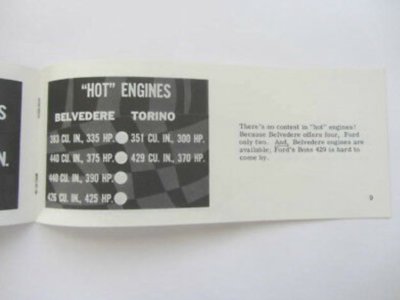 "HOT" ENGINES
BELVEDERE TORINO
383 CU. IN., 335 HP. 351 CU. IN., 300 HP.
440 CU. IN., 375 HP. 429 CU. IN., 370 HP.
440 CU. IN., 390 HP.
426 CU. IN., 425 HP.
There's no contest in "hot" engines!
Because Belvedere offers four, Ford
only two. And, Belvedere engines are
available; Ford's Boss 429 is hard to
come by.
9
S
N.